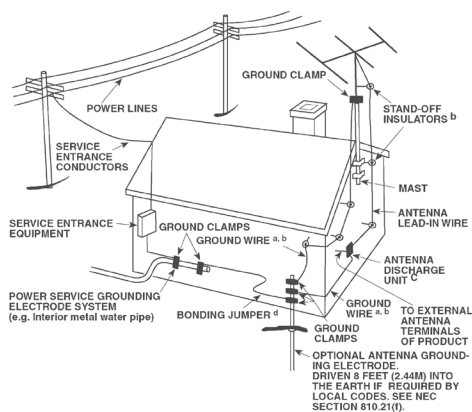 GROUND CLAMP
POWER LINES
STAND-OFF
INSULATORS b
SERVICE
ENTRANCE
CONDUCTORS
MAST
ANTENNA
LEAD-IN WIRE
SERVICE ENTRANCE
EQUIPMENT
GROUND CLAMPS
GROUND WIRE a, b
ANTENNA
DISCHARGE
UNIT C
POWER SERVICE GROUNDING
ELECTRODE SYSTEM
(e.g. Interior metal water pipe)
BONDING JUMPER d
GROUND
WIRE a, b
GROUND
CLAMPS
TO EXTERNAL
ANTENNA
TERMINALS
OF PRODUCT
OPTIONAL ANTENNA GROUND-
ING ELECTRODE.
DRIVEN 8 FEET (2.44M) INTO
THE EARTH IF REQUIRED BY
LOCAL CODES. SEE NEC
SECTION 810.21(f).